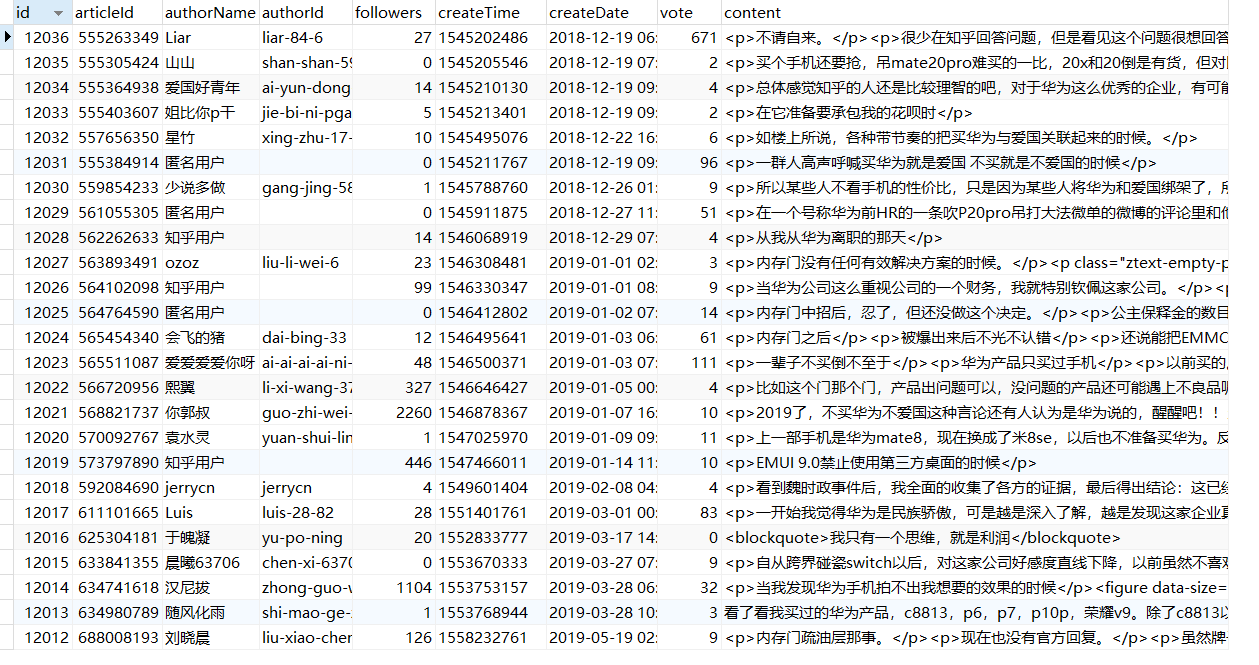 id articleId authorName authorId followers createTime createDate vote content
12036 555263349 Liar liar-84-6 27 1545202486 2018-12-19 06: 671 <p>不请自来。</p><p>很少在知乎回答问题，但是看见这个问题很想回答
12035 555305424 山山 shan-shan-59 0 1545205546 2018-12-19 07: 2 <p>买个手机还要抢，吊mate20pro难买的一比，20x和20倒是有货，但对
12034 555364938 爱国好青年 ai-yun-dong 14 1545210130 2018-12-19 09: 4 <p>总体感觉知乎的人还是比较理智的吧，对于华为这么优秀的企业，有可能
12033 555403607 姐比你p干 jie-bi-ni-pga 5 1545213401 2018-12-19 09: 2 <p>在它准备要承包我的花呗时</p>
12032 557656350 星竹 xing-zhu-17- 10 1545495076 2018-12-22 16: 6 <p>如楼上所说，各种带节奏的把买华为与爱国关联起来的时候。</p>
12031 555384914 匿名用户 0 1545211767 2018-12-19 09: 96 <p>一群人高声呼喊买华为就是爱国 不买就是不爱国的时候</p>
12030 559854233 少说多做 gang-jing-58 1 1545788760 2018-12-26 01: 9 <p>所以某些人不看手机的性价比，只是因为某些人将华为和爱国绑架了，所
12029 561055305 匿名用户 0 1545911875 2018-12-27 11: 51 <p>在一个号称华为前HR的一条吹P20pro吊打大法微单的微博的评论里和他
12028 562262633 知乎用户 14 1546068919 2018-12-29 07: 4 <p>从我从华为离职的那天</p>
12027 563893491 ozoz liu-li-wei-6 23 1546308481 2019-01-01 02: 3 <p>内存门没有任何有效解决方案的时候。</p><p class="ztext-empty-p
12026 564102098 知乎用户 99 1546330347 2019-01-01 08: 9 <p>当华为公司这么重视公司的一个财务，我就特别钦佩这家公司。</p><p
12025 564764590 匿名用户 0 1546412802 2019-01-02 07: 14 <p>内存门中招后，忍了，但还没做这个决定。</p><p>公主保释金的数目
12024 565454340 会飞的猪 dai-bing-33 12 1546495641 2019-01-03 06: 61 <p>内存门之后</p><p>被爆出来后不光不认错</p><p>还说能把EMMC
12023 565511087 爱爱爱爱你呀 ai-ai-ai-ai-ni- 48 1546500371 2019-01-03 07: 111 <p>一辈子不买倒不至于</p><p>华为产品只买过手机</p><p>以前买的
12022 566720956 熙翼 li-xi-wang-37 327 1546646427 2019-01-05 00: 4 <p>比如这个门那个门，产品出问题可以，没问题的产品还可能遇上不良品呢
12021 568821737 你郭叔 guo-zhi-wei- 2260 1546878367 2019-01-07 16: 10 <p>2019了，不买华为不爱国这种言论还有人认为是华为说的，醒醒吧！！
12020 570092767 袁水灵 yuan-shui-lin 1 1547025970 2019-01-09 09: 11 <p>上一部手机是华为mate8，现在换成了米8se，以后也不准备买华为。反
12019 573797890 知乎用户 446 1547466011 2019-01-14 11: 10 <p>EMUI 9.0禁止使用第三方桌面的时候</p>
12018 592084690 jerrycn jerrycn 4 1549601404 2019-02-08 04: 4 <p>看到魏时政事件后，我全面的收集了各方的证据，最后得出结论：这已经
12017 611101665 Luis luis-28-82 28 1551401761 2019-03-01 00: 83 <p>一开始我觉得华为是民族骄傲，可是越是深入了解，越是发现这家企业真
12016 625304181 于魄凝 yu-po-ning 20 1552833777 2019-03-17 14: 0 <blockquote>我只有一个思维，就是利润</blockquote>
12015 633841355 晨曦63706 chen-xi-6370 0 1553670333 2019-03-27 07: 9 <p>自从跨界碰瓷switch以后，对这家公司好感度直线下降，以前虽然不喜欢
12014 634741618 汉尼拔 zhong-guo-w 1104 1553753157 2019-03-28 06: 32 <p>当我发现华为手机拍不出我想要的效果的时候</p><figure data-size=
12013 634980789 随风化雨 shi-mao-ge- 1 1553768944 2019-03-28 10: 3 看了看我买过的华为产品，c8813，p6，p7，p10p，荣耀v9。除了c8813以
12012 688008193 刘晓晨 liu-xiao-cher 126 1558232761 2019-05-19 02: 9 <p>内存门疏油层那事。</p><p>现在也没有官方回复。</p><p>虽然牌